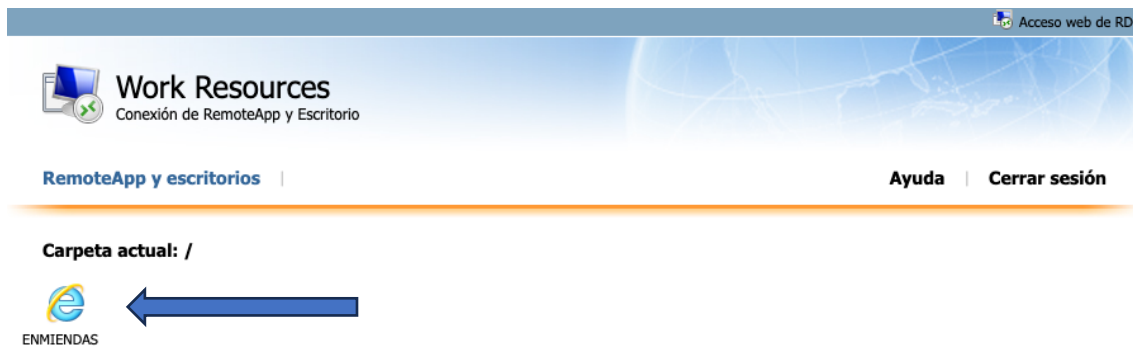 Acceso web de RD
Work Resources
Conexión de RemoteApp y Escritorio
RemoteApp y escritorios |
Ayuda | Cerrar sesión
Carpeta actual: /
ENMIENDAS